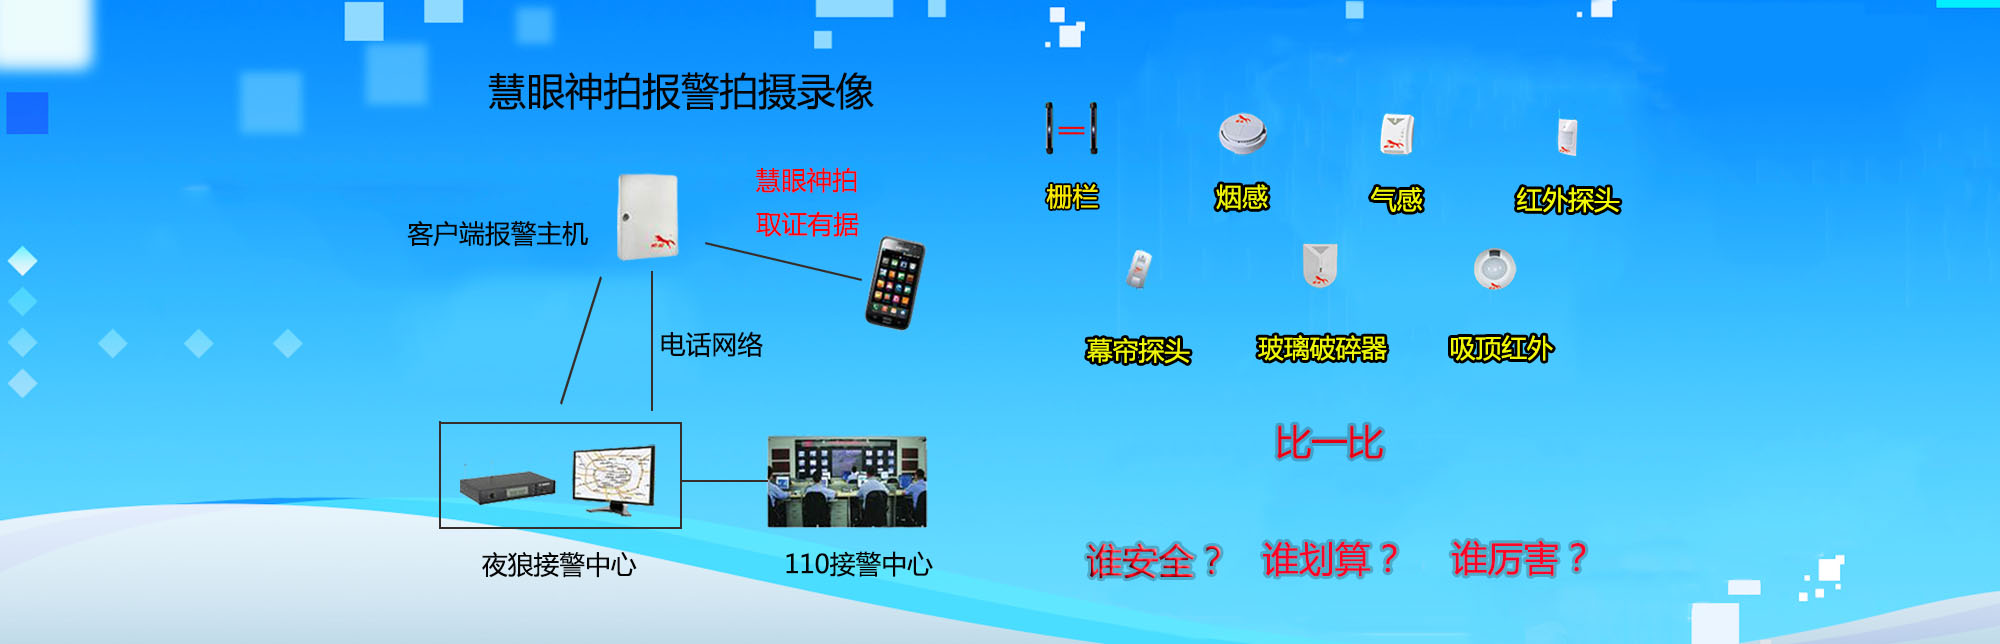 慧眼神拍报警拍摄录像
慧眼神拍
取证有据
客户端报警主机
电话网络
夜狼接警中心
110接警中心
栅栏
烟感
气感
红外探头
幕帘探头
玻璃破碎器
吸顶红外
比一比
谁安全？
谁划算？
谁厉害？